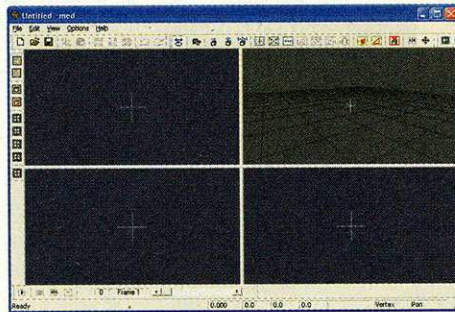 Untitled med
File Edit View Options Help
0 Frame 1
Ready 0.000 0.0 0.0 0.0 Vertex Pan